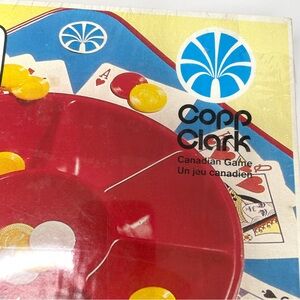 Copp
Clark
Canadian Game
Un jeu canadien
A
K
Q